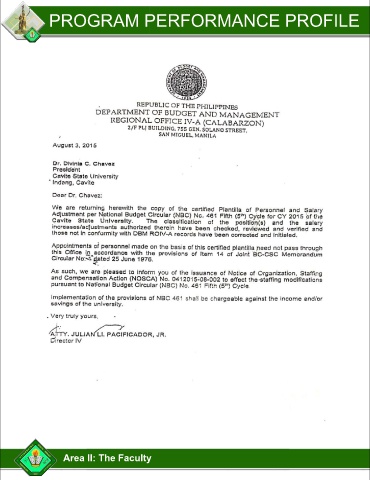 PROGRAM PERFORMANCE PROFILE
REPUBLIC OF THE PHILIPPINES
DEPARTMENT OF BUDGET AND MANAGEMENT
REGIONAL OFFICE IV-A (CALABARZON)
2/F PLJ BUILDING, 755 GEN. SOLANO STREET,
SAN MIGUEL, MANILA
August 3, 2015
Dr. Divinia C. Chavez
President
Cavite State University
Indang, Cavite
Dear Dr. Chavez:
We are returning herewith the copy of the certified Plantilla of Personnel and Salary
Adjustment per National Budget Circular (NBC) No. 461 Fifth (5th) Cycle for CY 2015 of the
Cavite State University. The classification of the position(s) and the salary
increases/adjustments authorized therein have been checked, reviewed and verified and
those not in conformity with DBM ROIV-A records have been corrected and initialed.
Appointments of personnel made on the basis of this certified plantilla need not pass through
this Office in accordance with the provisions of Item 14 of Joint BC-CSC Memorandum
Circular No. dated 25 June 1976.
As such, we are pleased to inform you of the issuance of Notice of Organization, Staffing
and Compensation Action (NOSCA) No. 0412015-08-002 to effect the staffing modifications
pursuant to National Budget Circular (NBC) No. 461 Fifth (5th) Cycle
Implementation of the provisions of NBC 461 shall be chargeable against the income and/or
savings of the university.
Very truly yours,
ATTY. JULIAN LL. PACIFICADOR, JR.
Director IV
Area II: The Faculty